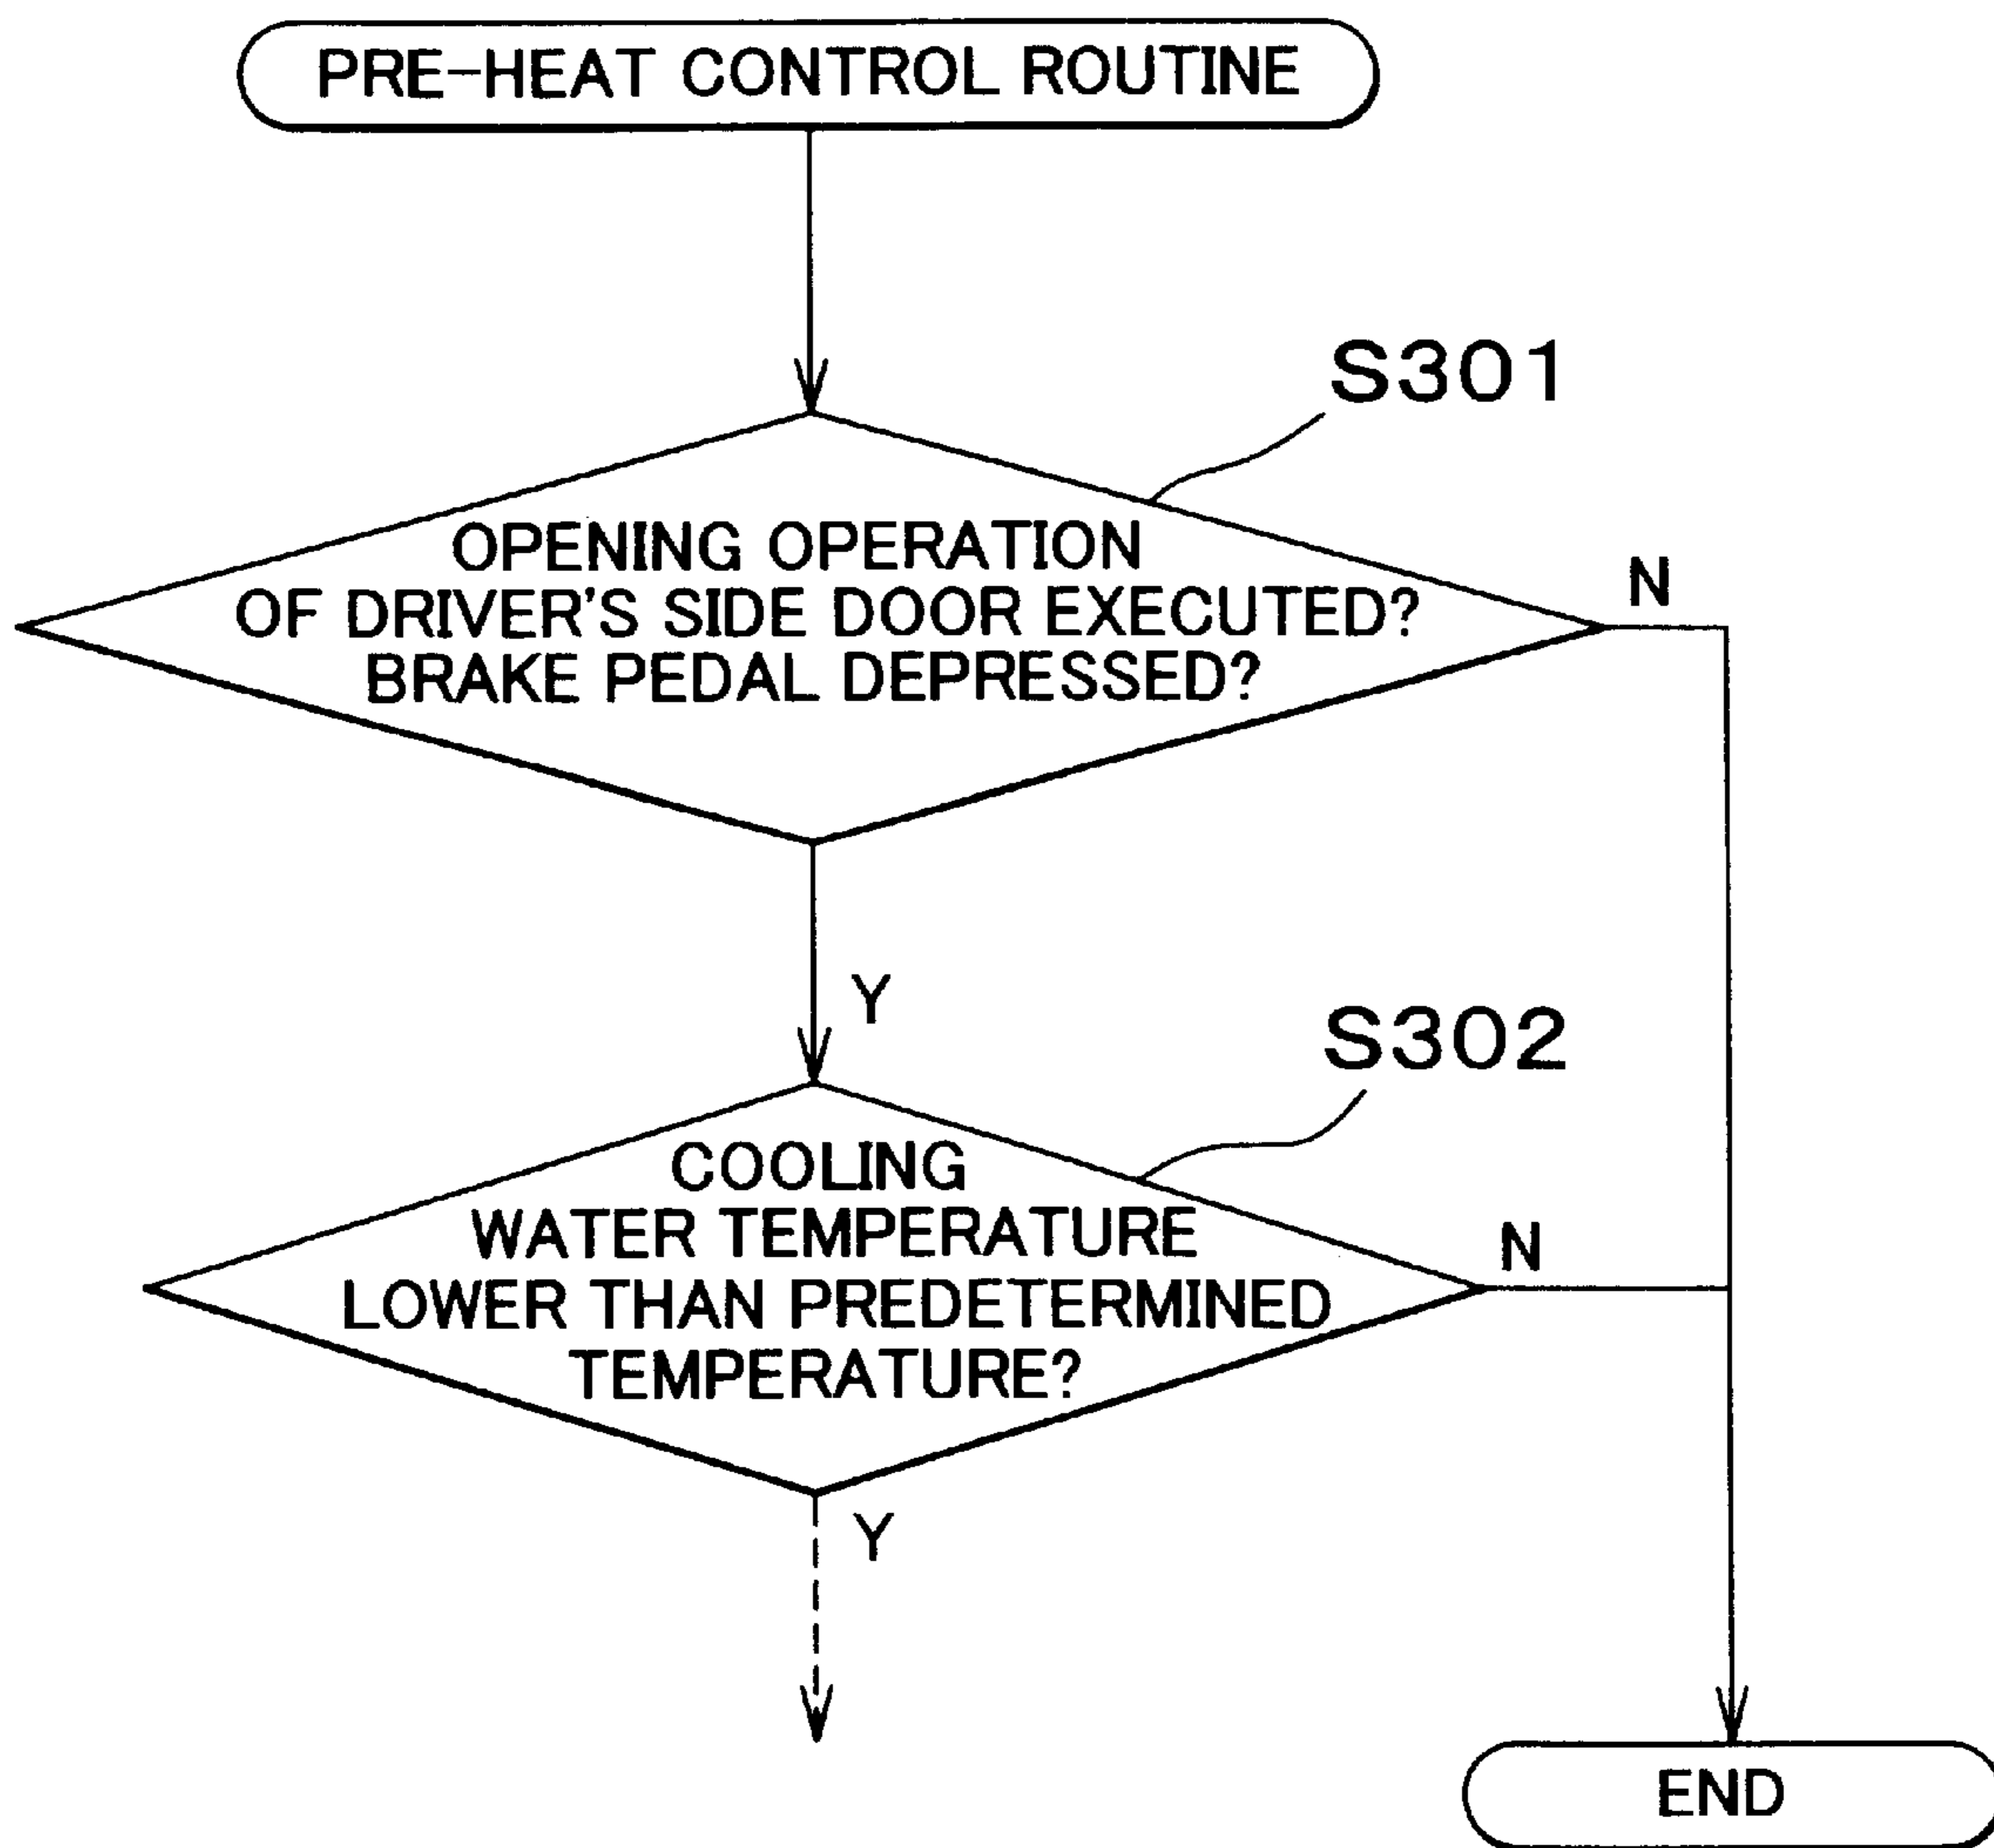 PRE-HEAT CONTROL ROUTINE
S301
OPENING OPERATION
OF DRIVER'S SIDE DOOR EXECUTED?
BRAKE PEDAL DEPRESSED?
N
Y
S302
COOLING
WATER TEMPERATURE
LOWER THAN PREDETERMINED
TEMPERATURE?
N
Y
END